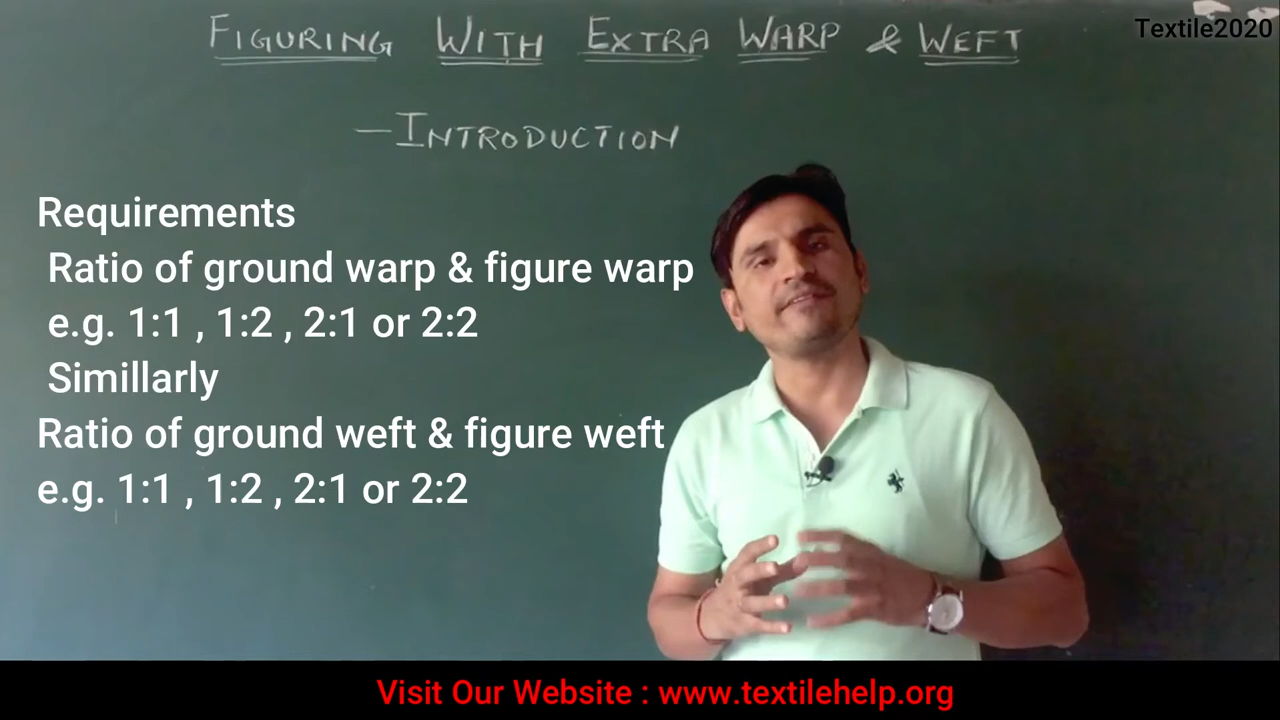 FIGURING WITH EXTRA WARP & WEFT
Textile2020
—INTRODUCTION
Requirements
Ratio of ground warp & figure warp
e.g. 1:1 , 1:2 , 2:1 or 2:2
Simillarly
Ratio of ground weft & figure weft
e.g. 1:1 , 1:2 , 2:1 or 2:2
Visit Our Website : www.textilehelp.org